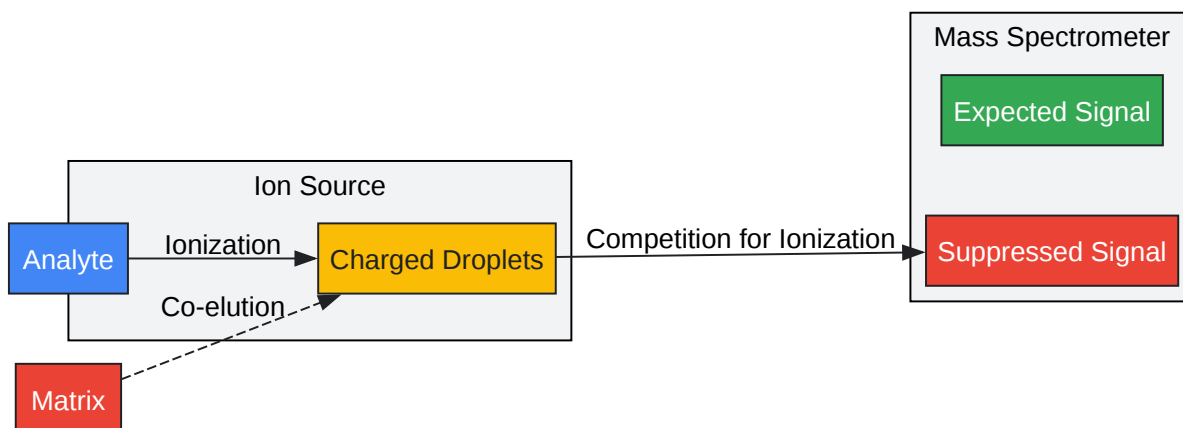 Mass Spectrometer
Expected Signal
Ion Source
Analyte
Ionization
Charged Droplets
Competition for Ionization
Suppressed Signal
Co-elution
Matrix